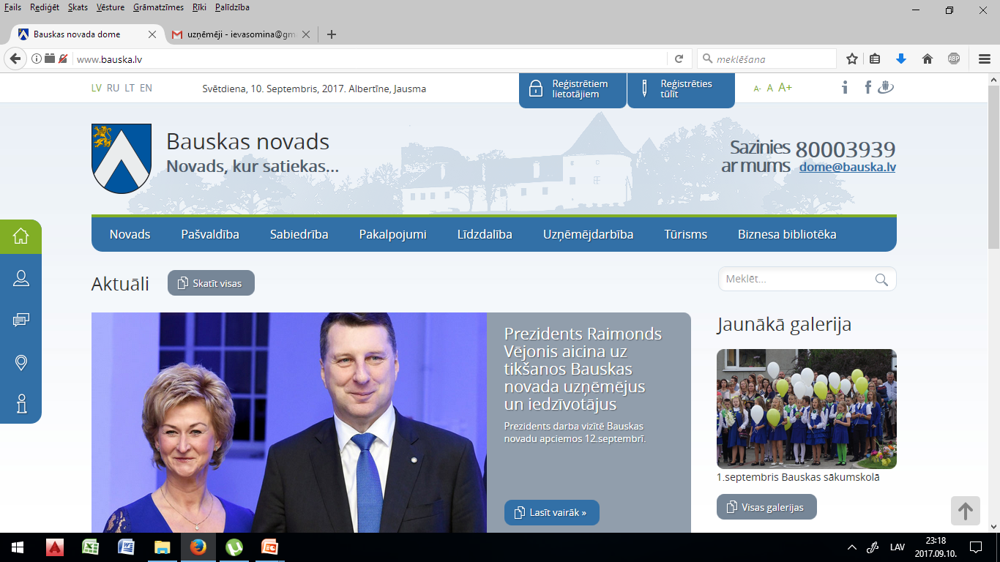 Fails Rediģēt Skats Vēsture Grāmatzīmes Rīki Palīdzība
Bauskas novada dome
uzņēmēji - ievasomina@gm
www.bauska.lv
meklēšana
ABP
LV RU LT EN
Svētdiena, 10. Septembris, 2017. Albertīne, Jausma
Reģistrētiem
lietotājiem
Reģistrēties
tūlīt
A- A A+
Bauskas novads
Novads, kur satiekas...
Sazinies
ar mums
80003939
dome@bauska.lv
Novads Pašvaldība Sabiedrība Pakalpojumi Līdzdalība Uzņēmējdarbība Tūrisms Biznesa bibliotēka
Aktuāli
Skatīt visas
Meklēt...
Prezidents Raimonds
Vējonis aicina uz
tikšanos Bauskas
novada uzņēmējus
un iedzīvotājus
Prezidents darba vizītē Bauskas
novadu apciemos 12.septembrī.
Lasīt vairāk »
Jaunākā galerija
1.septembris Bauskas sākumskolā
Visas galerijas
LAV
23:18
2017.09.10.